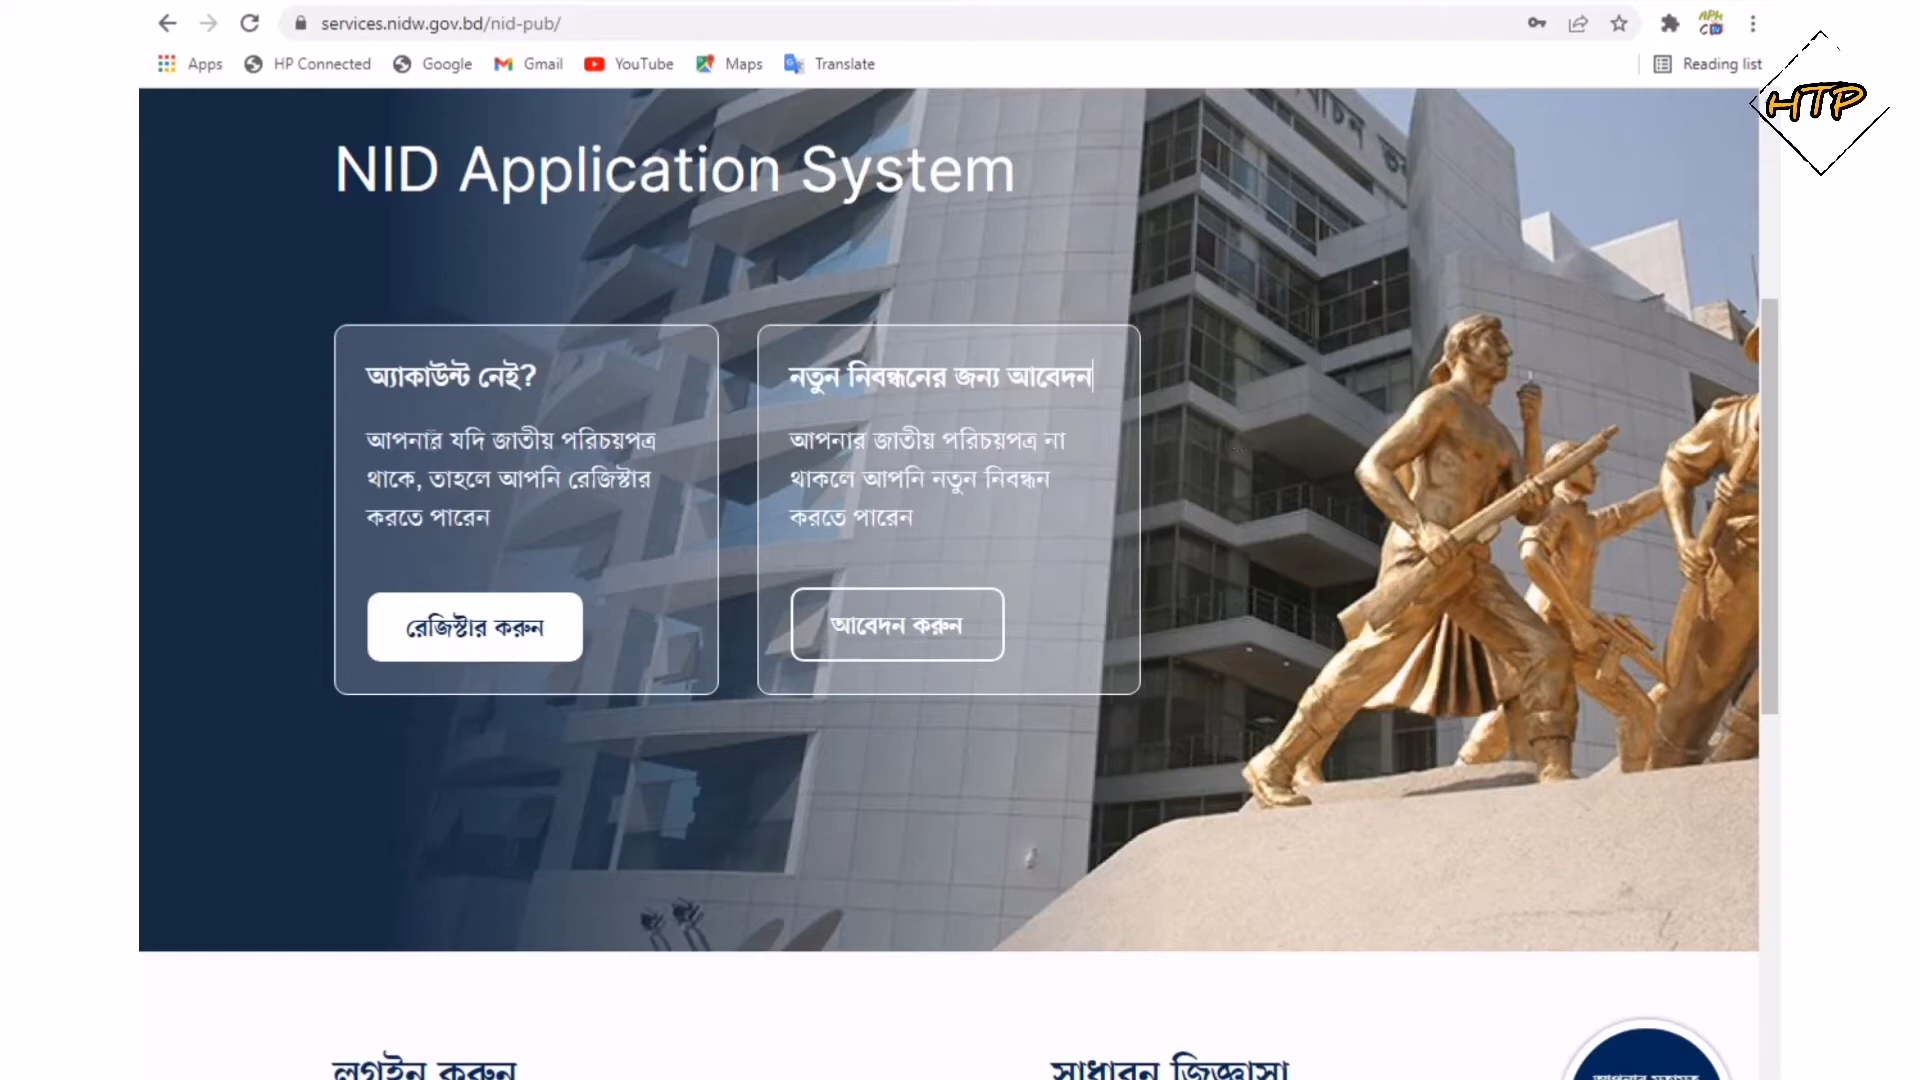 services.nidw.gov.bd/nid-pub/
Apps HP Connected Google Gmail YouTube Maps Translate Reading list
HTP
NID Application System
অ্যাকাউন্ট নেই?
আপনার যদি জাতীয় পরিচয়পত্র
থাকে, তাহলে আপনি রেজিস্টার
করতে পারেন
রেজিস্টার করুন
নতুন নিবন্ধনের জন্য আবেদন
আপনার জাতীয় পরিচয়পত্র না
থাকলে আপনি নতুন নিবন্ধন
করতে পারেন
আবেদন করুন
লগইন করুন
সাধারন জিজ্ঞাসা